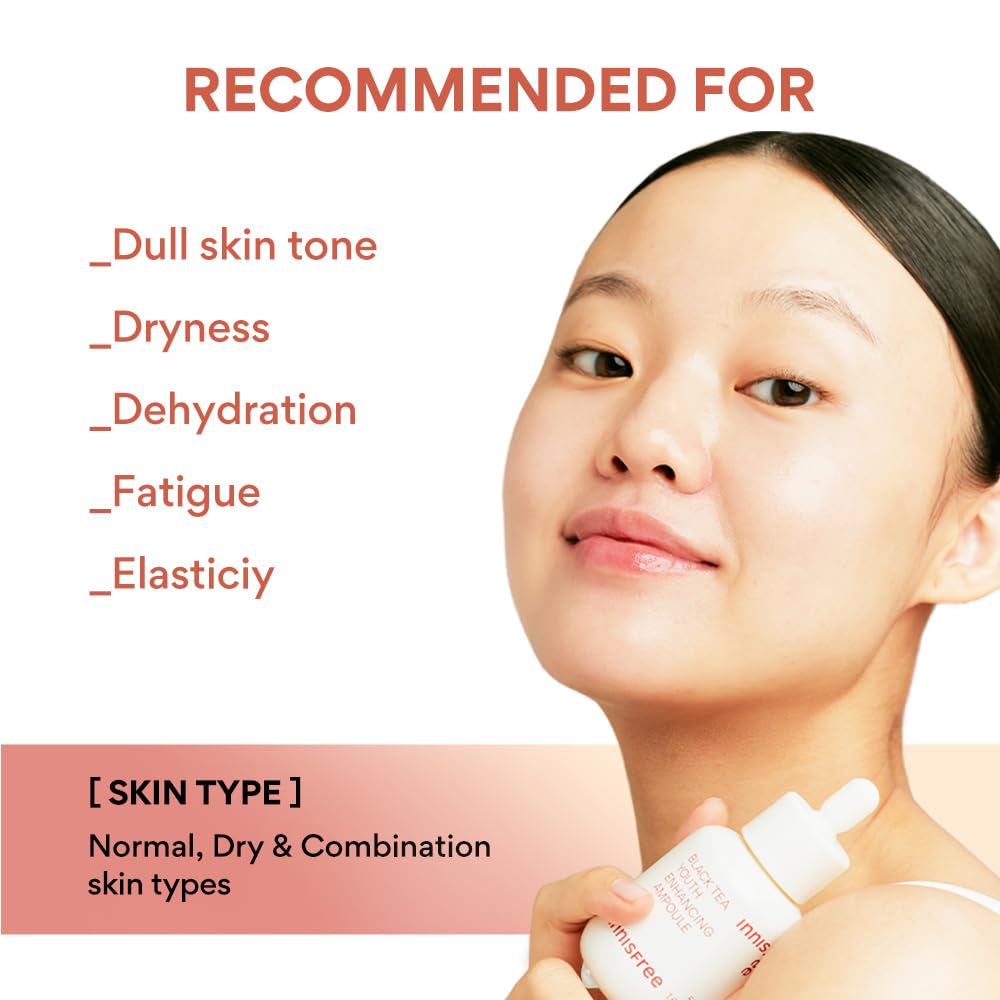 RECOMMENDED FOR
_Dull skin tone
_Dryness
_Dehydration
_Fatigue
_Elasticiy
[ SKIN TYPE ]
Normal, Dry & Combination
skin types
BLACK TEA
YOUTH
ENHANCING
AMPOULE
innisfree